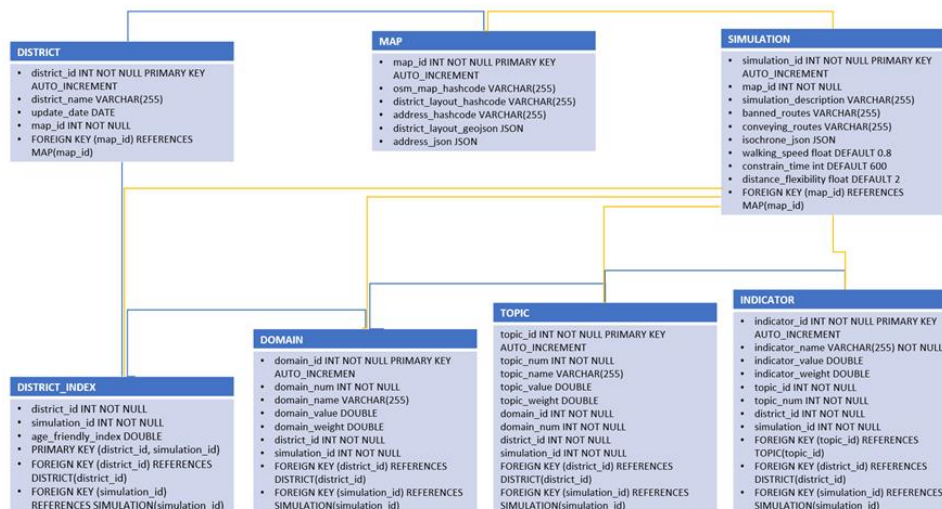 DISTRICT
• district_id INT NOT NULL PRIMARY KEY
AUTO_INCREMENT
• district_name VARCHAR(255)
• update_date DATE
• map_id INT NOT NULL
• FOREIGN KEY (map_id) REFERENCES
MAP(map_id)
MAP
• map_id INT NOT NULL PRIMARY KEY
AUTO_INCREMENT
• osm_map_hashcode VARCHAR(255)
• district_layout_hashcode VARCHAR(255)
• address_hashcode VARCHAR(255)
• district_layout_geojson JSON
• address_json JSON
SIMULATION
• simulation_id INT NOT NULL PRIMARY KEY
AUTO_INCREMENT
• map_id INT NOT NULL
• simulation_description VARCHAR(255)
• banned_routes VARCHAR(255)
• conveying_routes VARCHAR(255)
• isochrone_json JSON
• walking_speed float DEFAULT 0.8
• constrain_time int DEFAULT 600
• distance_flexibility float DEFAULT 2
• FOREIGN KEY (map_id) REFERENCES
MAP(map_id)
DISTRICT_INDEX
• district_id INT NOT NULL
• simulation_id INT NOT NULL
• age_friendly_index DOUBLE
• PRIMARY KEY (district_id, simulation_id)
• FOREIGN KEY (district_id) REFERENCES
DISTRICT(district_id)
• FOREIGN KEY (simulation_id)
REFERENCES SIMULATION(simulation_id)
DOMAIN
• domain_id INT NOT NULL PRIMARY KEY
AUTO_INCREMEN
• domain_num INT NOT NULL
• domain_name VARCHAR(255)
• domain_value DOUBLE
• domain_weight DOUBLE
• district_id INT NOT NULL
• simulation_id INT NOT NULL
• FOREIGN KEY (district_id) REFERENCES
DISTRICT(district_id)
• FOREIGN KEY (simulation_id) REFERENCES
SIMULATION(simulation_id)
TOPIC
topic_id INT NOT NULL PRIMARY KEY
AUTO_INCREMENT
topic_num INT NOT NULL
topic_name VARCHAR(255)
topic_value DOUBLE
topic_weight DOUBLE
domain_id INT NOT NULL
domain_num INT NOT NULL
district_id INT NOT NULL
simulation_id INT NOT NULL
FOREIGN KEY (district_id) REFERENCES
DISTRICT(district_id)
FOREIGN KEY (simulation_id) REFERENCES
SIMULATION(simulation_id)
INDICATOR
• indicator_id INT NOT NULL PRIMARY KEY
AUTO_INCREMENT
• indicator_name VARCHAR(255) NOT NULL
• indicator_value DOUBLE
• indicator_weight DOUBLE
• topic_id INT NOT NULL
• topic_num INT NOT NULL
• district_id INT NOT NULL
• simulation_id INT NOT NULL
• FOREIGN KEY (topic_id) REFERENCES
TOPIC(topic_id)
• FOREIGN KEY (district_id) REFERENCES
DISTRICT(district_id)
• FOREIGN KEY (simulation_id) REFERENCES
SIMULATION(simulation_id)